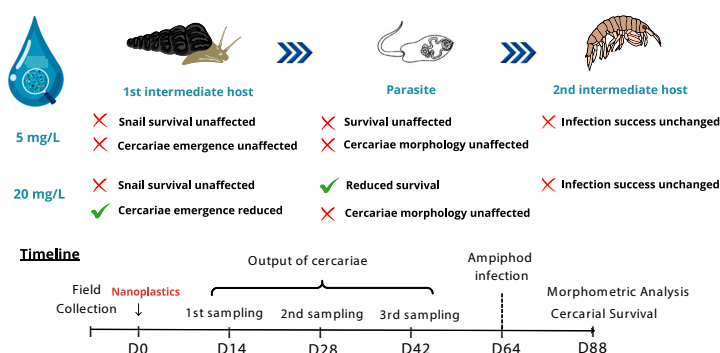 1st intermediate host
Parasite
2nd intermediate host
5 mg/L
Snail survival unaffected
Survival unaffected
Infection success unchanged
Cercariae emergence unaffected
Cercariae morphology unaffected
20 mg/L
Snail survival unaffected
Reduced survival
Infection success unchanged
Cercariae emergence reduced
Cercariae morphology unaffected
Timeline
Output of cercariae
Ampiphod
infection
Field
Collection
Nanoplastics
1st sampling
2nd sampling
3rd sampling
Morphometric Analysis
Cercarial Survival
D0
D14
D28
D42
D64
D88